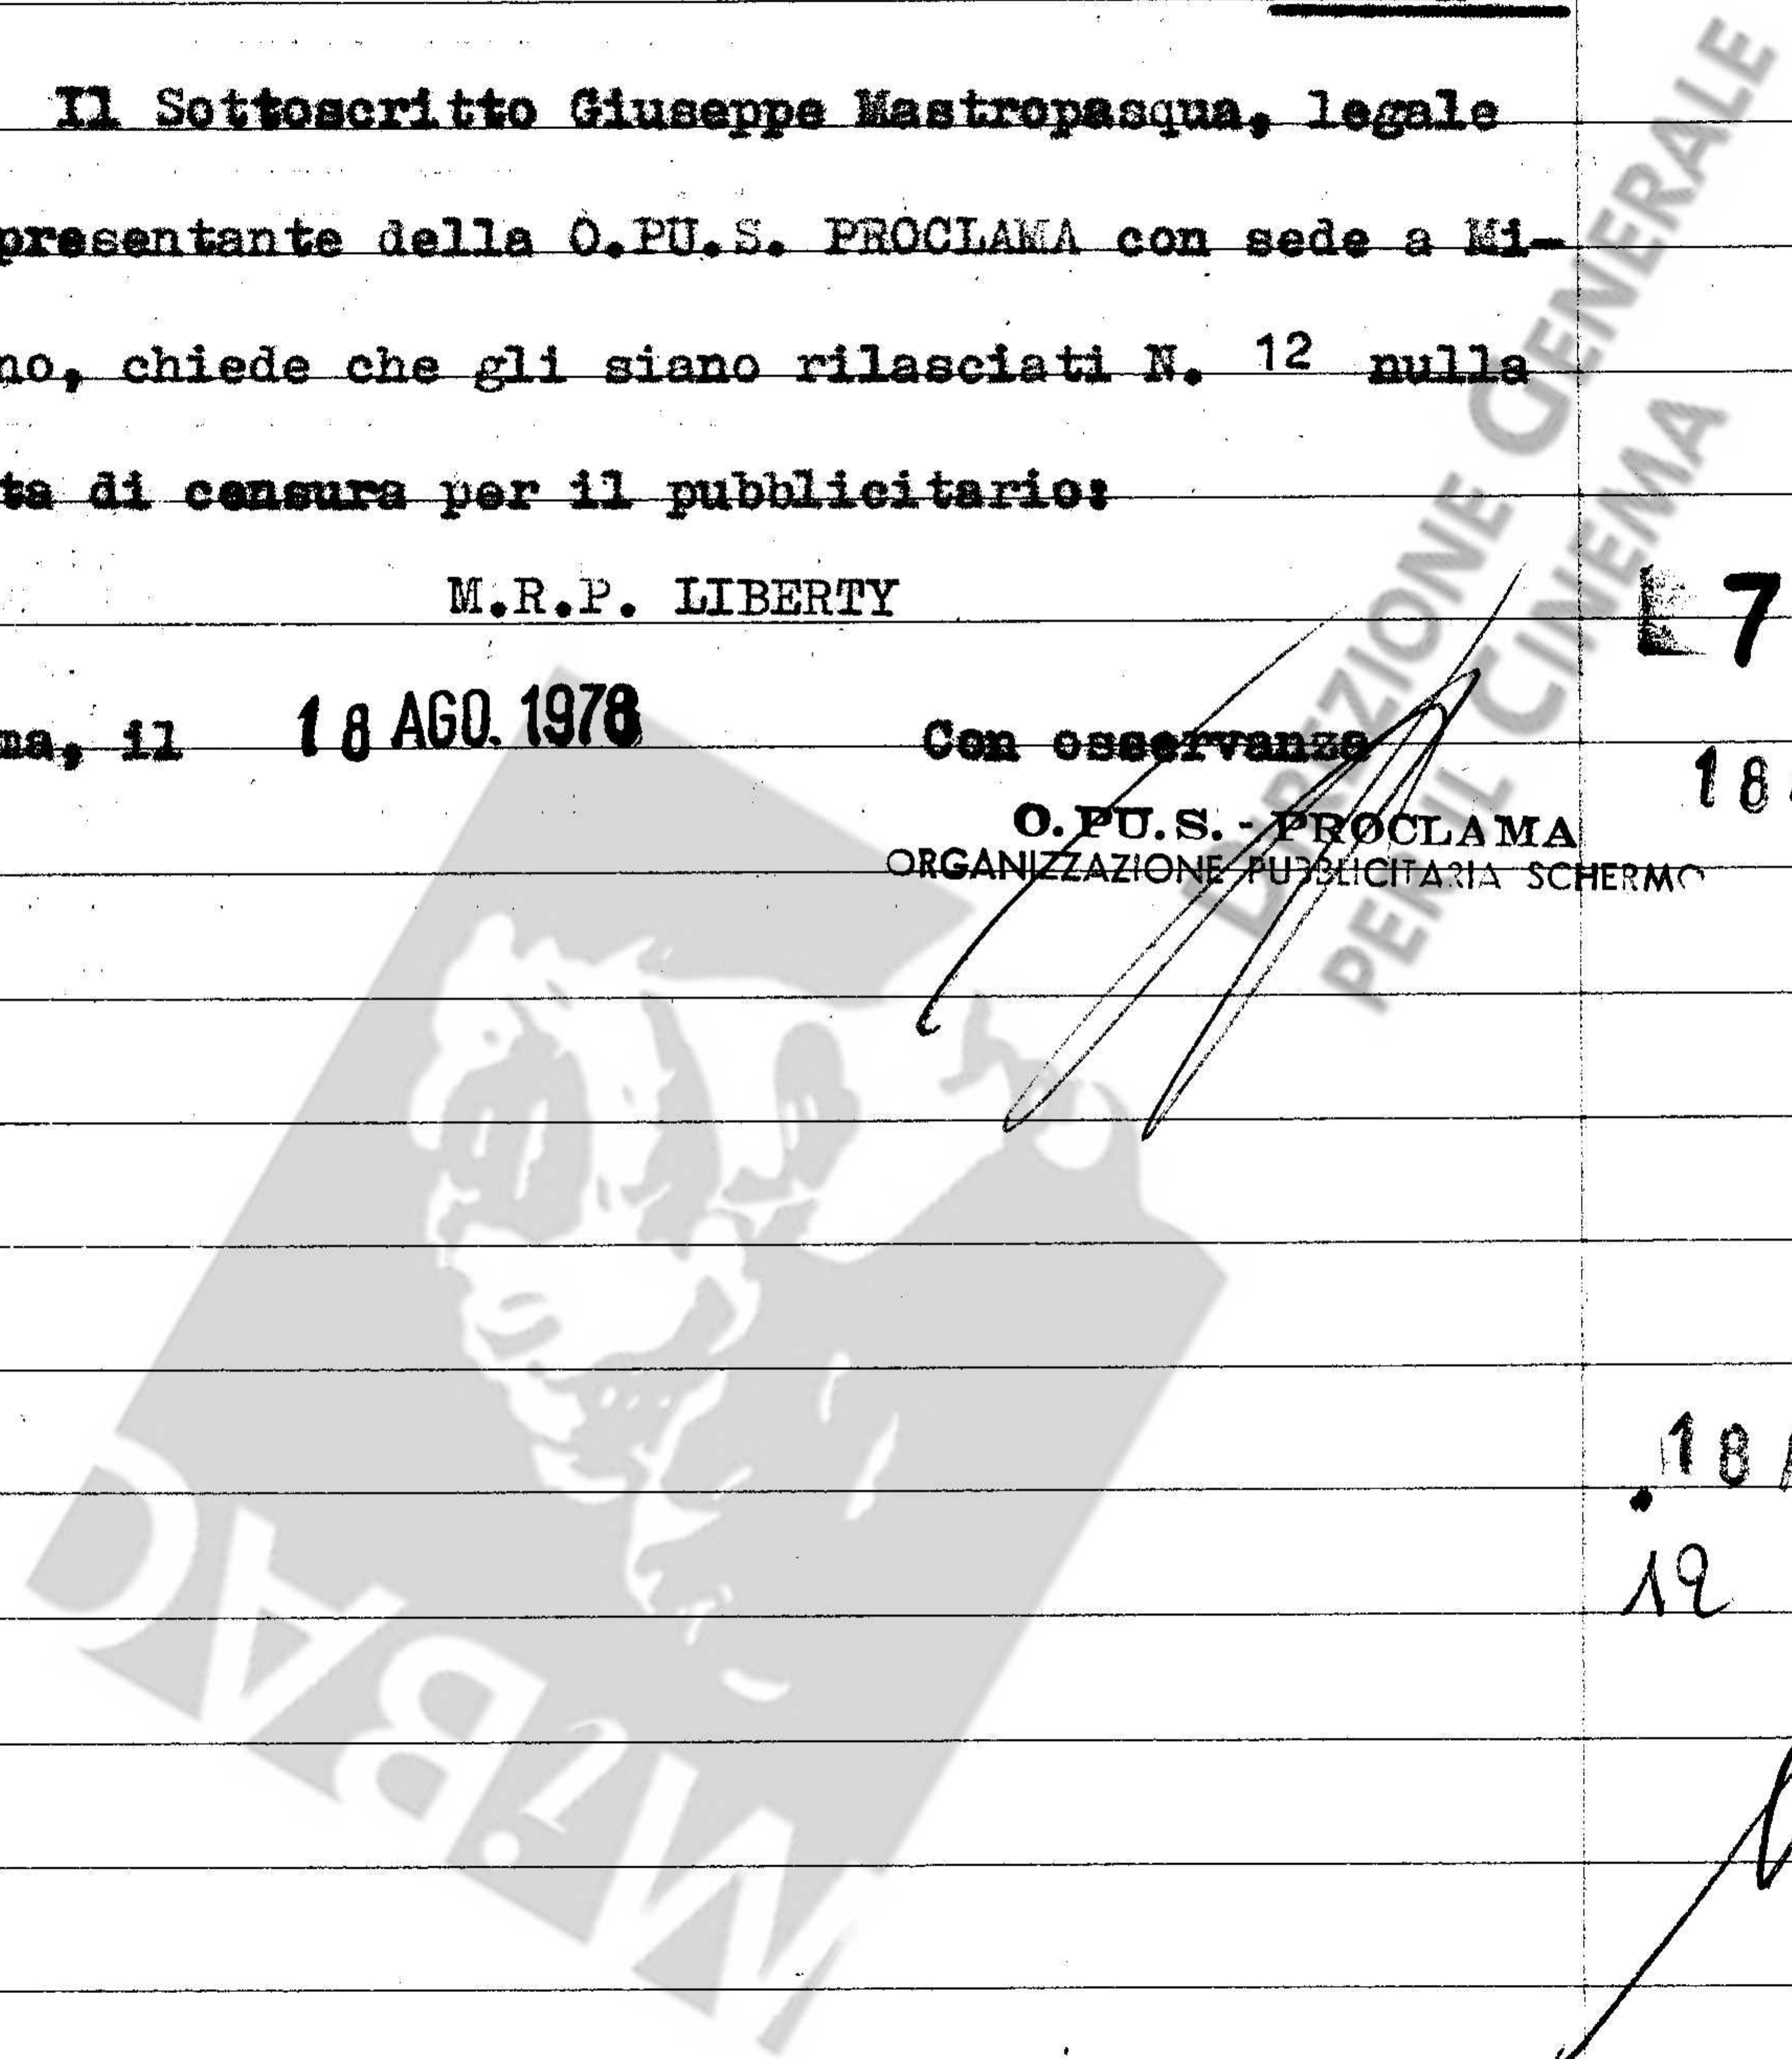 Il Sottoscritto Giuseppe Mastropasqua, legale
presentante della O.PU.S. PROCLAMA con sede a Mi-
no, chiede che gli siano rilasciati N. 12 nulla
ta di censura per il pubblicitario:
M.R.P. LIBERTY
7
ma, il 18 AGO. 1978 Con osservanza
18
O.PU.S. - PROCLAMA
ORGANIZZAZIONE PUBBLICITARIA SCHERMO
18
12
DIREZIONE GENERALE
PER IL CINEMA
MiBAC